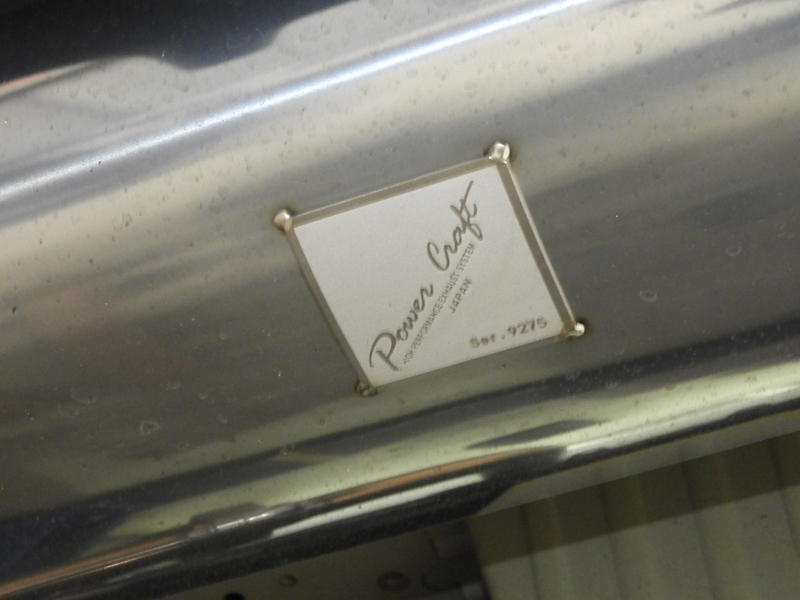 Power Craft
HIGH PERFORMANCE EXHAUST SYSTEM
JAPAN
Ser.9275